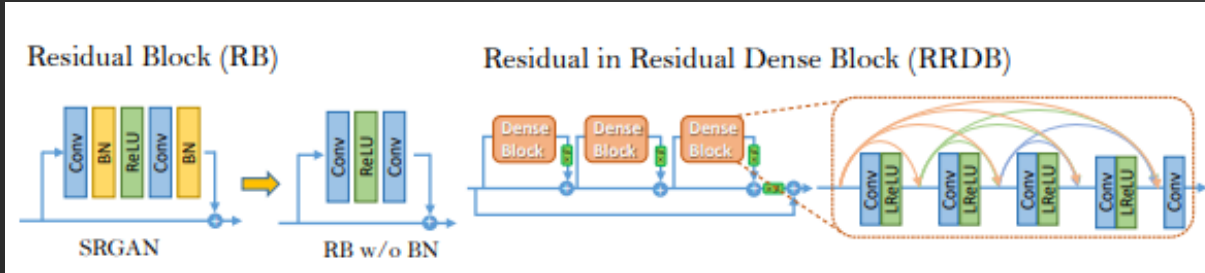 Residual Block (RB)
Conv
BN
ReLU
Conv
BN
SRGAN
Conv
ReLU
Conv
RB w/o BN
Residual in Residual Dense Block (RRDB)
Dense
Block
Dense
Block
Dense
Block
Conv
LReLU
Conv
LReLU
Conv
LReLU
Conv
LReLU
Conv